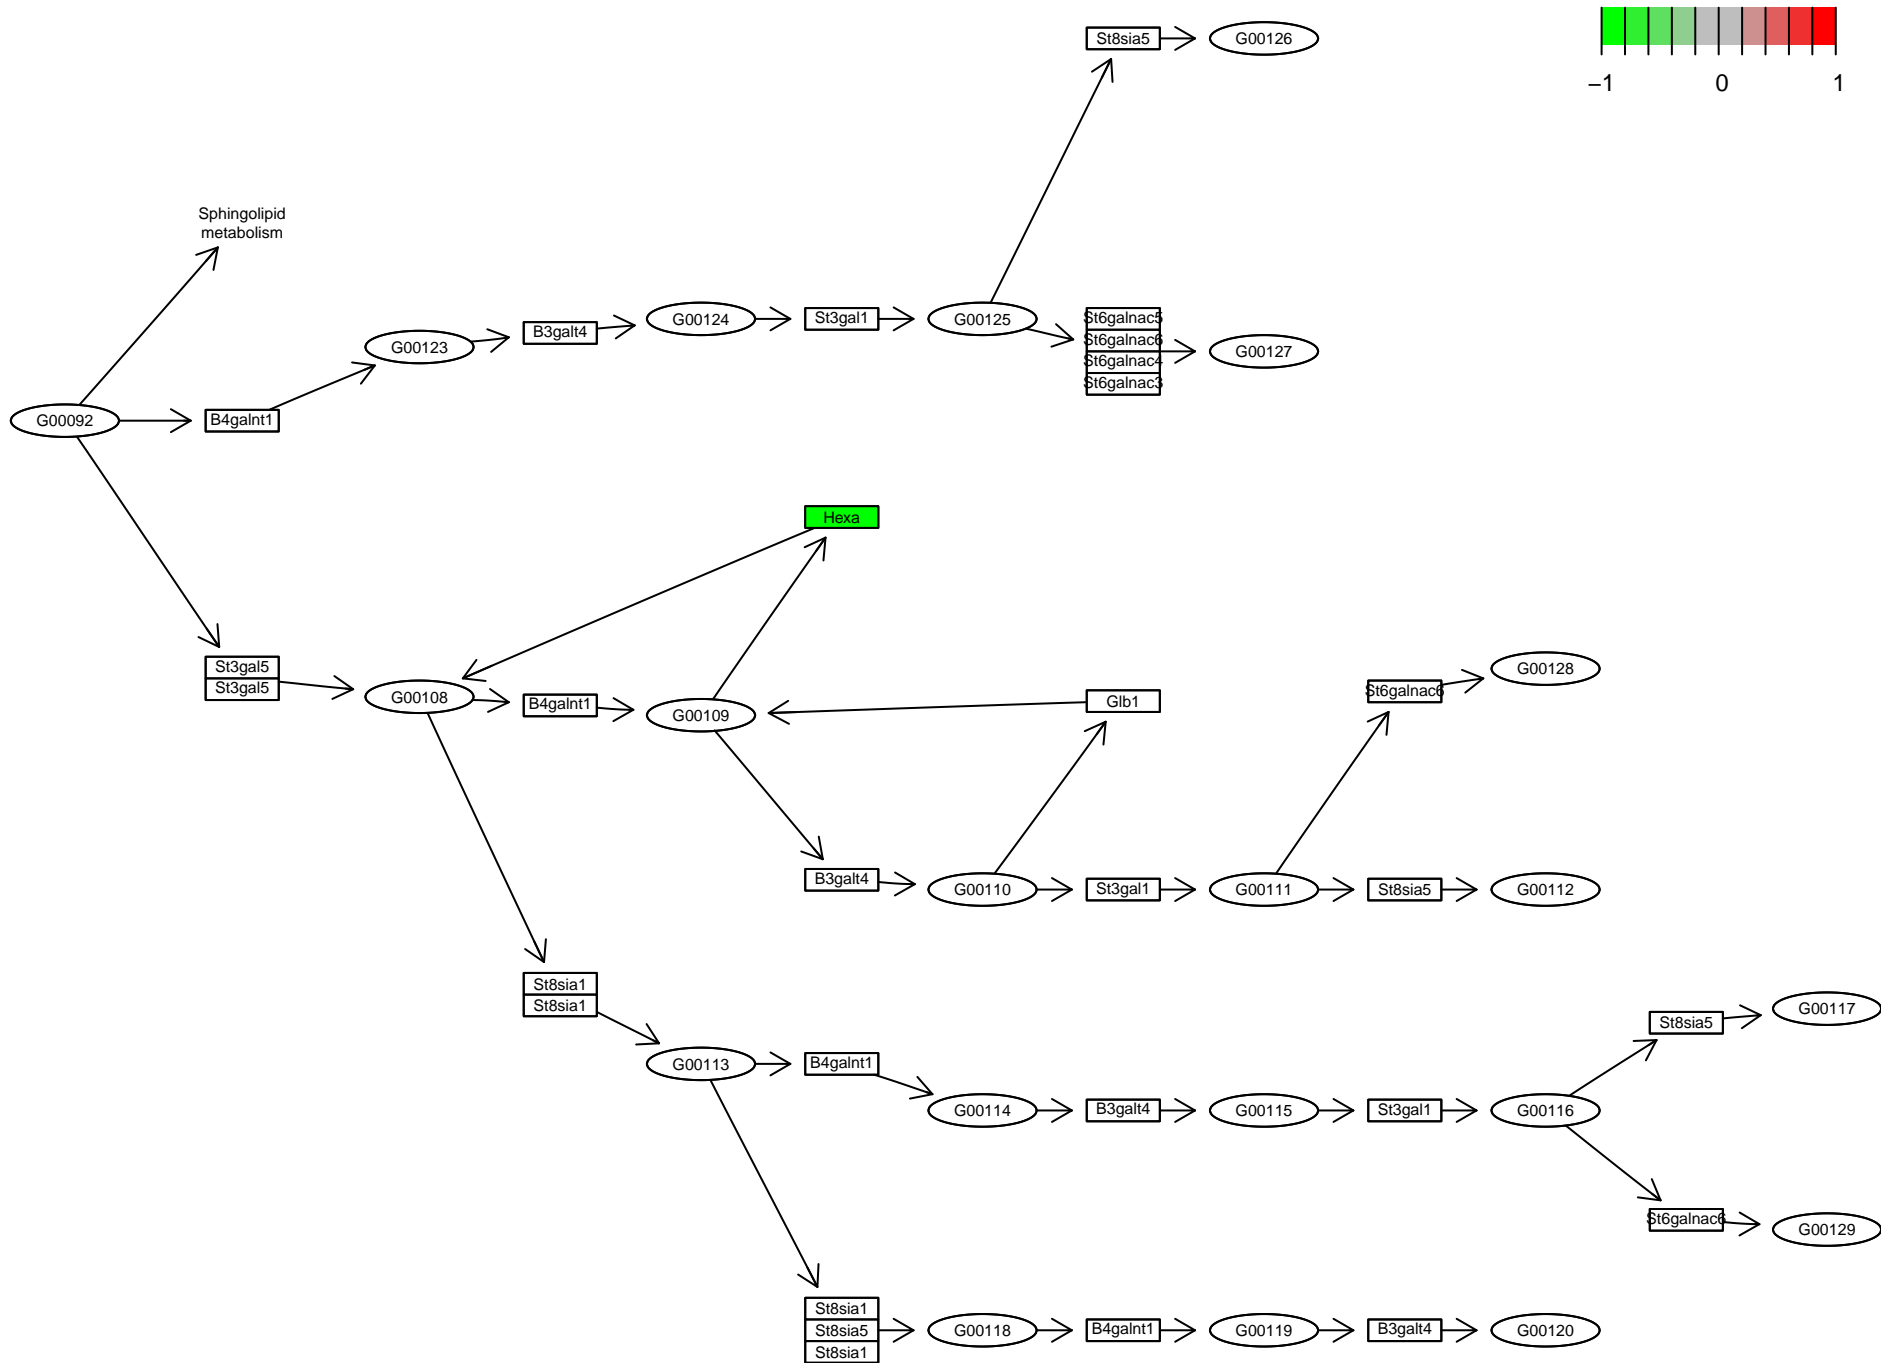 St8sia5
G00126
−1
0
1
Sphingolipid
metabolism
G00123
B3galt4
G00124
St3gal1
G00125
St6galnac5
St6galnac6
St6galnac4
St6galnac3
G00127
G00092
B4galnt1
Hexa
St3gal5
St3gal5
G00108
B4galnt1
G00109
Glb1
St6galnac6
G00128
B3galt4
G00110
St3gal1
G00111
St8sia5
G00112
St8sia1
St8sia1
G00113
B4galnt1
G00114
B3galt4
G00115
St3gal1
G00116
St8sia5
G00117
St6galnac6
G00129
St8sia1
St8sia5
St8sia1
G00118
B4galnt1
G00119
B3galt4
G00120